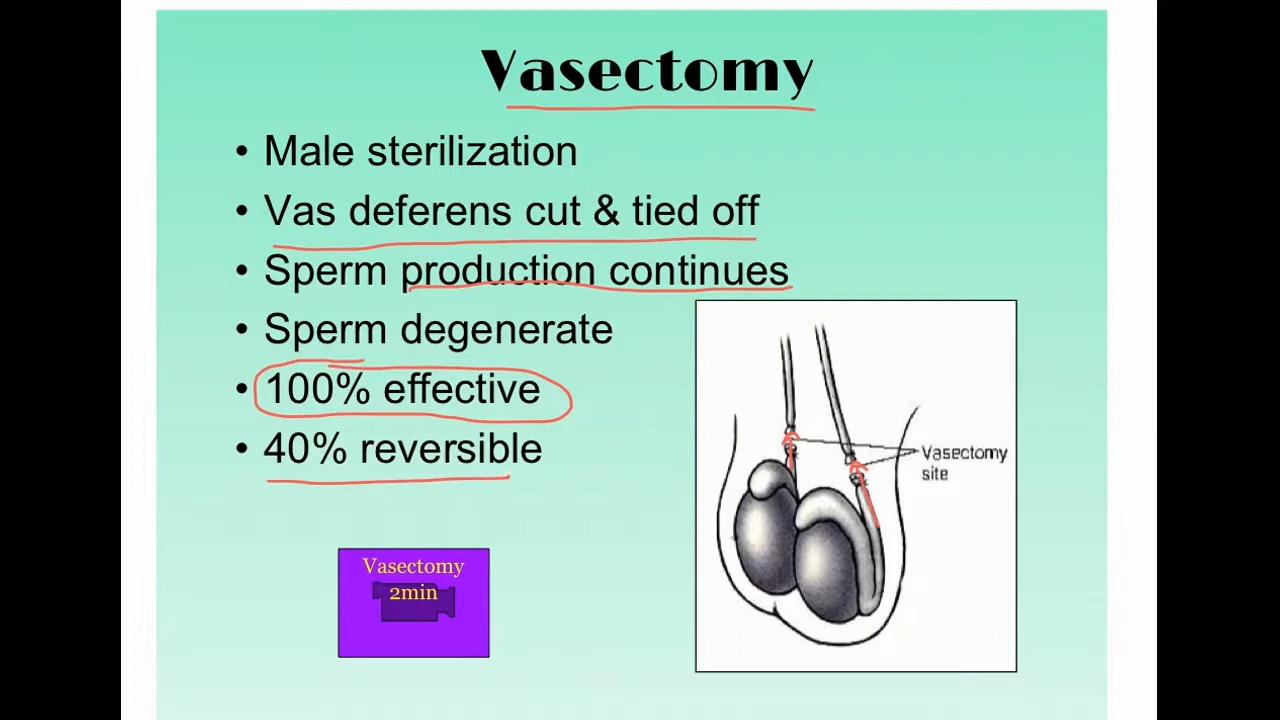 Vasectomy
• Male sterilization
• Vas deferens cut & tied off
• Sperm production continues
• Sperm degenerate
• 100% effective
• 40% reversible
Vasectomy
site
Vasectomy
2min